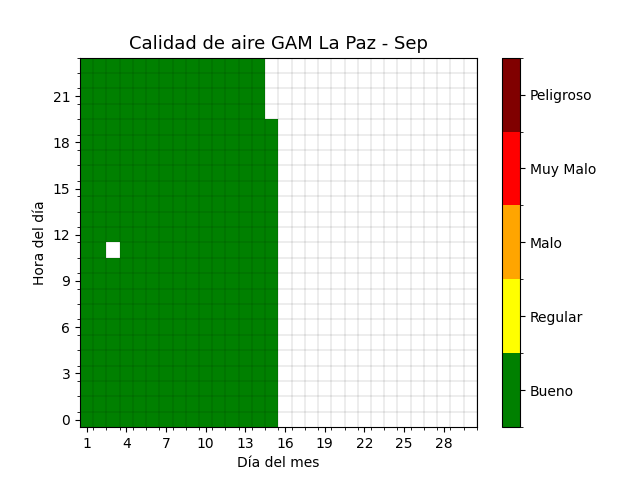 Calidad de aire GAM La Paz - Sep
Hora del día
21
18
15
12
9
6
3
0
1 4 7 10 13 16 19 22 25 28
Día del mes
Peligroso
Muy Malo
Malo
Regular
Bueno